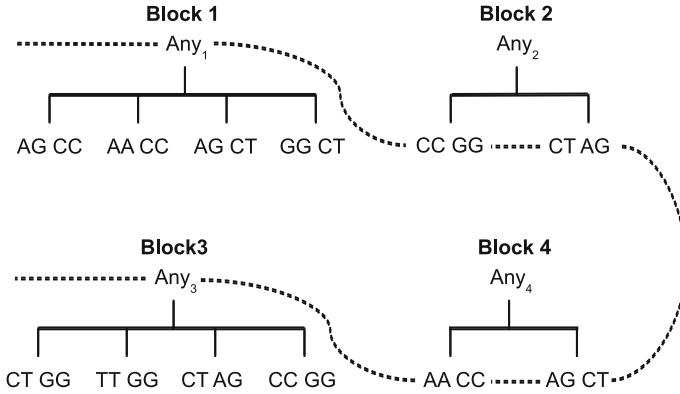 Block 1
Block 2
Any1
Any2
AG CC AA CC AG CT GG CT
CC GG CT AG
Block3
Block 4
Any3
Any4
CT GG TT GG CT AG CC GG
AA CC AG CT